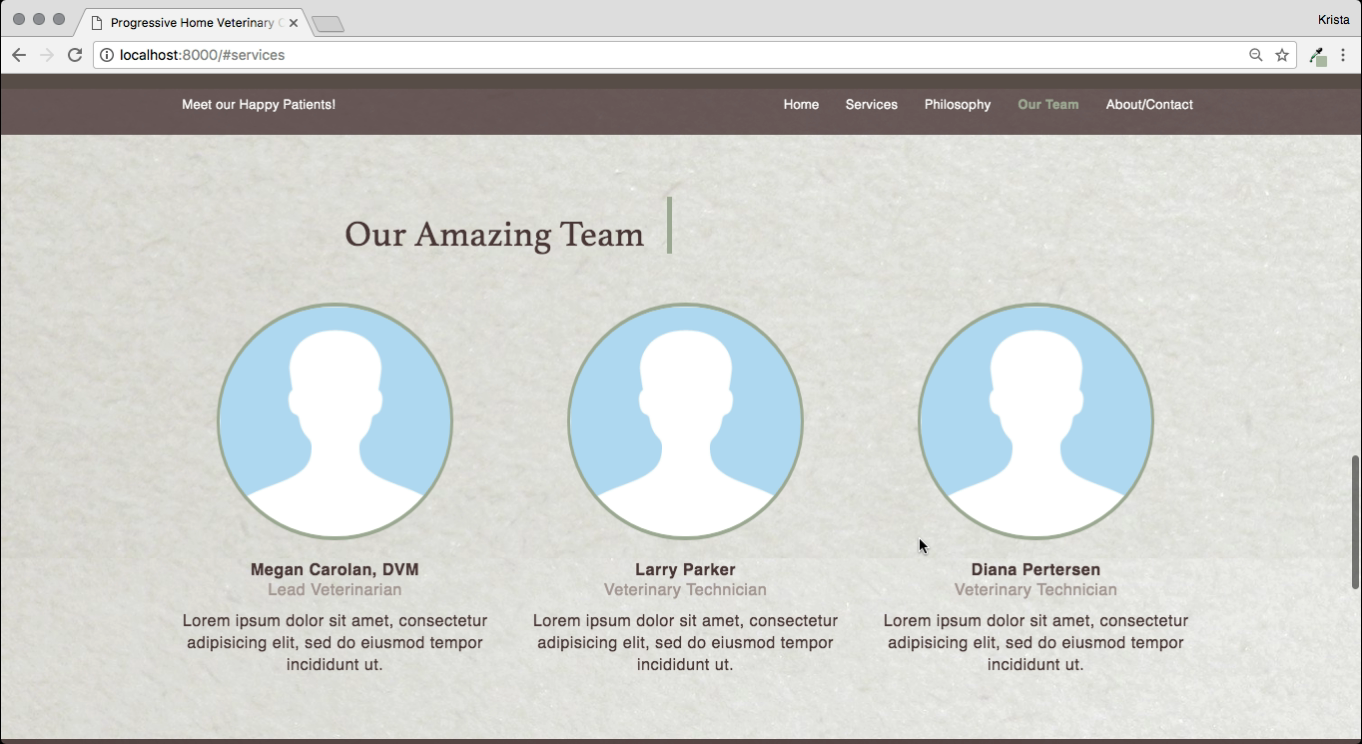 Progressive Home Veterinary
Krista
localhost:8000/#services
Meet our Happy Patients!
Home Services Philosophy Our Team About/Contact
Our Amazing Team
Megan Carolan, DVM Larry Parker Diana Pertersen
Lead Veterinarian Veterinary Technician Veterinary Technician
Lorem ipsum dolor sit amet, consectetur Lorem ipsum dolor sit amet, consectetur Lorem ipsum dolor sit amet, consectetur
adipisicing elit, sed do eiusmod tempor adipisicing elit, sed do eiusmod tempor adipisicing elit, sed do eiusmod tempor
incididunt ut. incididunt ut. incididunt ut.